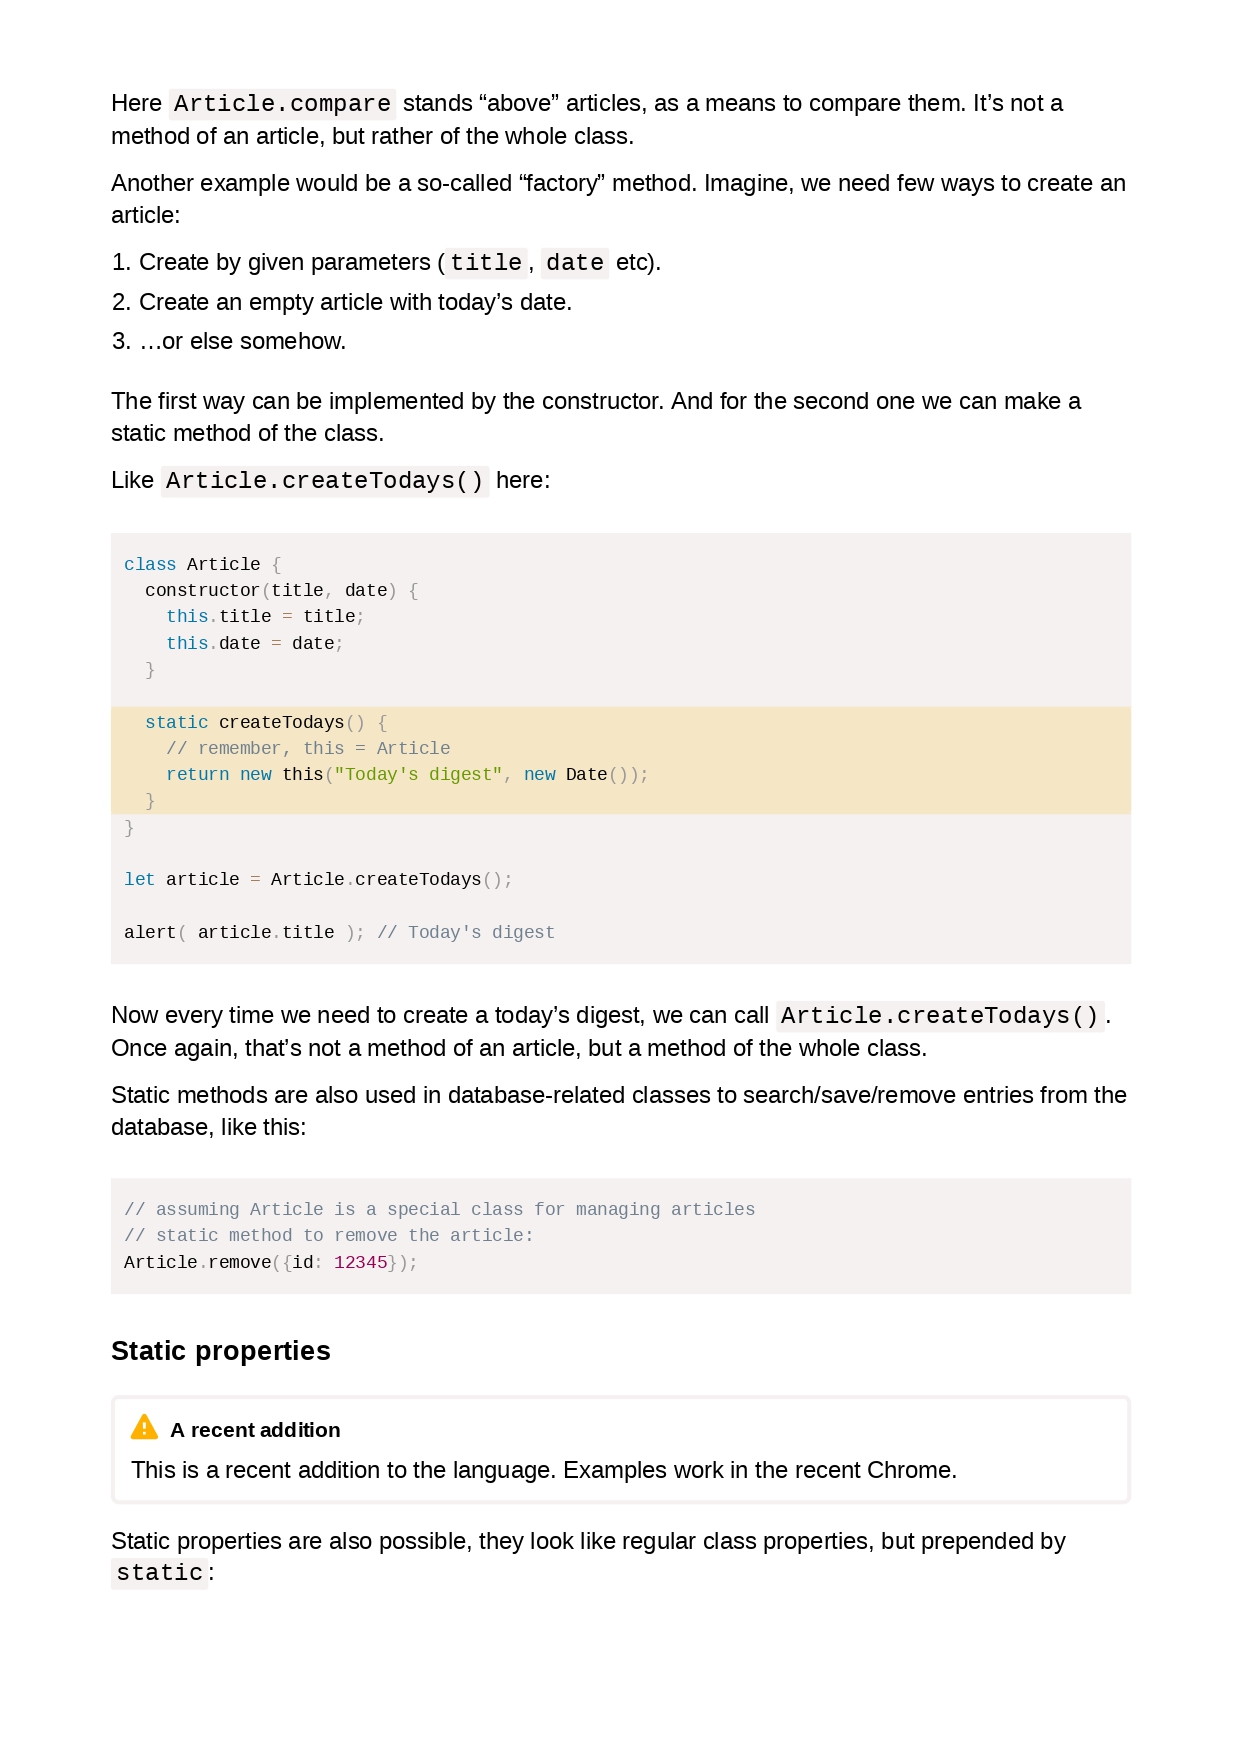 Here Article.compare stands “above” articles, as a means to compare them. It’s not a
method of an article, but rather of the whole class.
Another example would be a so-called “factory” method. Imagine, we need few ways to create an
article:
1. Create by given parameters (title, date etc).
2. Create an empty article with today’s date.
3. …or else somehow.
The first way can be implemented by the constructor. And for the second one we can make a
static method of the class.
Like Article.createTodays() here:
class Article {
  constructor(title, date) {
    this.title = title;
    this.date = date;
  }
  static createTodays() {
    // remember, this = Article
    return new this("Today's digest", new Date());
  }
}
let article = Article.createTodays();
alert( article.title ); // Today's digest
Now every time we need to create a today’s digest, we can call Article.createTodays().
Once again, that’s not a method of an article, but a method of the whole class.
Static methods are also used in database-related classes to search/save/remove entries from the
database, like this:
// assuming Article is a special class for managing articles
// static method to remove the article:
Article.remove({id: 12345});
Static properties
A recent addition
This is a recent addition to the language. Examples work in the recent Chrome.
Static properties are also possible, they look like regular class properties, but prepended by
static: